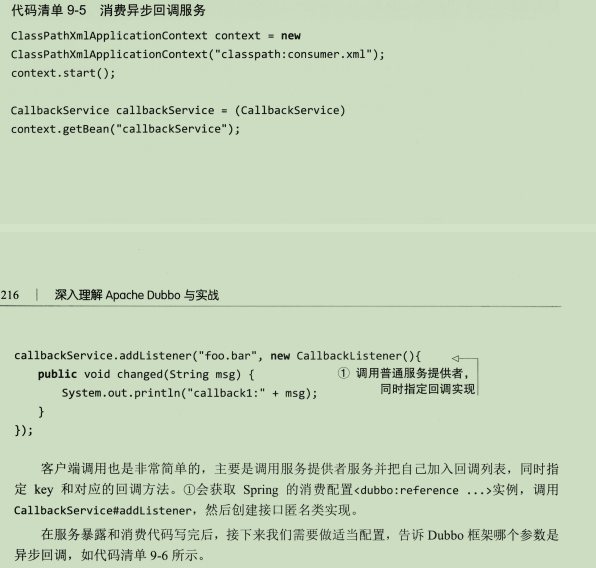 代码清单 9-5 消费异步回调服务
ClassPathXmlApplicationContext context = new
ClassPathXmlApplicationContext("classpath:consumer.xml");
context.start();
CallbackService callbackService = (CallbackService)
context.getBean("callbackService");
216 | 深入理解 Apache Dubbo 与实战
callbackService.addListener("foo.bar", new CallbackListener(){
public void changed(String msg) { ① 调用普通服务提供者，
System.out.println("callback1:" + msg); 同时指定回调实现
}
});
客户端调用也是非常简单的，主要是调用服务提供者服务并把自己加入回调列表，同时指
定 key 和对应的回调方法。①会获取 Spring 的消费配置<dubbo:reference ...>实例，调用
CallbackService#addListener，然后创建接口匿名类实现。
在服务暴露和消费代码写完后，接下来我们需要做适当配置，告诉 Dubbo 框架哪个参数是
异步回调，如代码清单 9-6 所示。